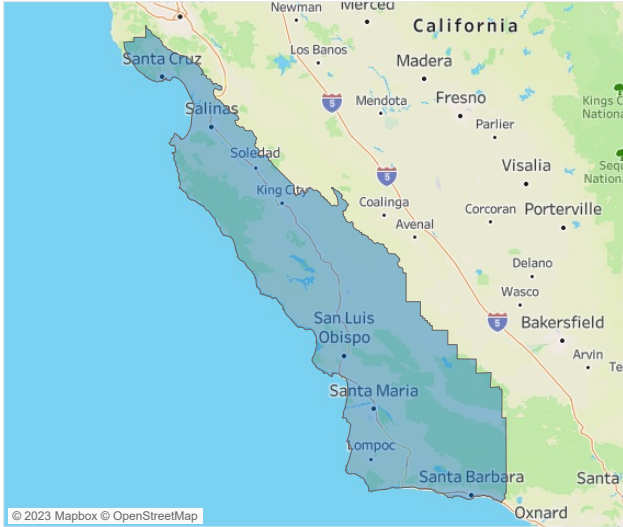 Newman
Merced
California
Los Banos
Santa Cruz
Madera
Salinas
5
Mendota
Fresno
Kings C
Nationa
Parlier
Soledad
5
Visalia
Sequ
Nationa
King City
Coalinga
Corcoran
Porterville
Avenal
Delano
Wasco
San Luis
Obispo
5
Bakersfield
Arvin
Te
Santa Maria
Lompoc
Santa Barbara
Santa
Oxnard
© 2023 Mapbox © OpenStreetMap